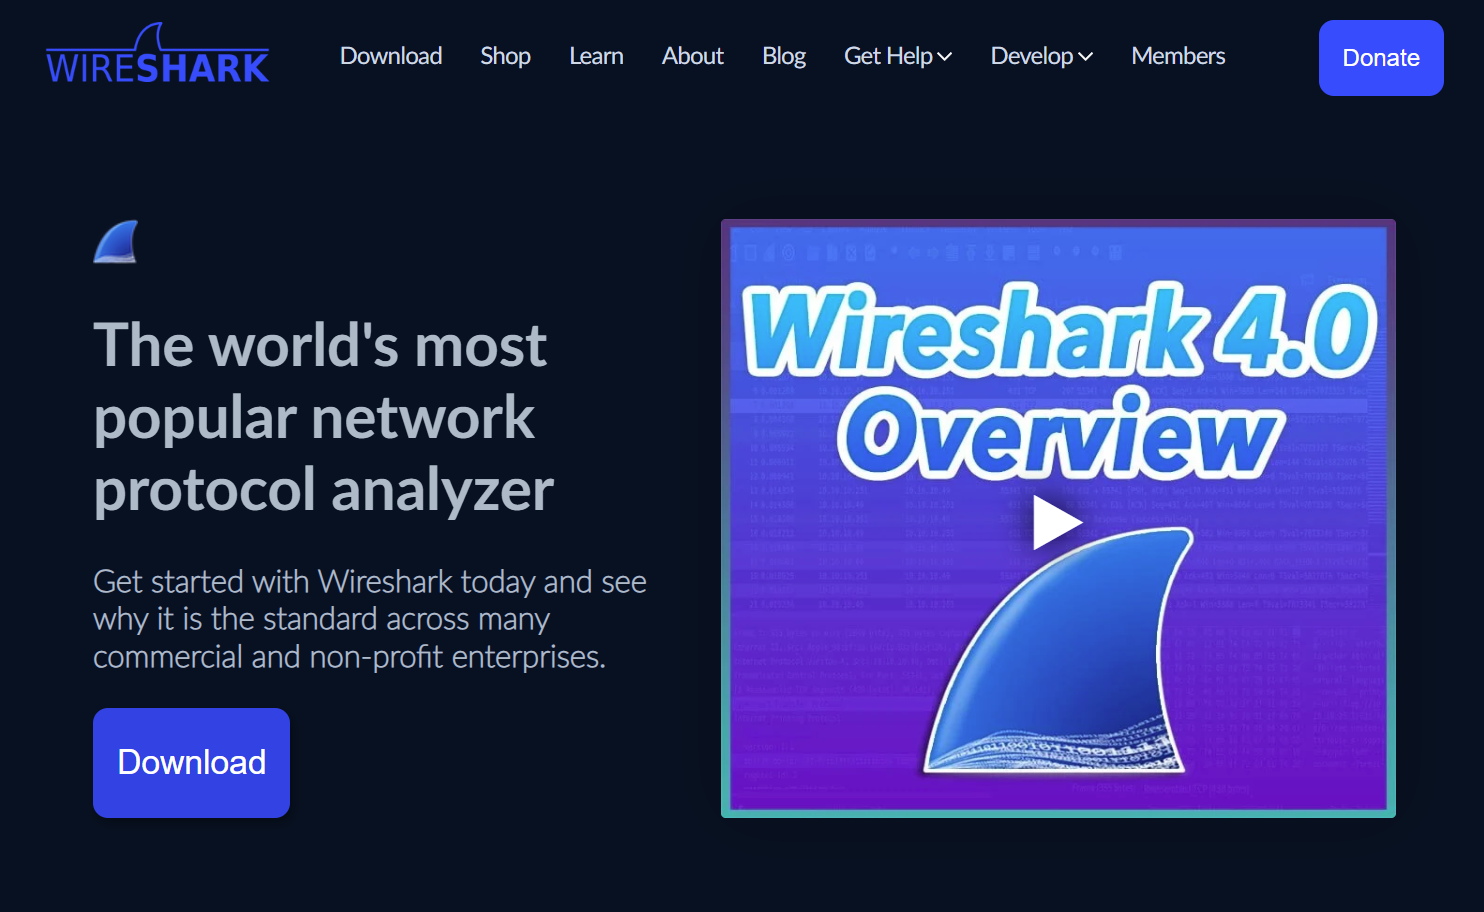 WIRESHARK
Download
Shop
Learn
About
Blog
Get Help
Develop
Members
Donate
The world's most
popular network
protocol analyzer
Get started with Wireshark today and see
why it is the standard across many
commercial and non-profit enterprises.
Download
Wireshark 4.0
Overview